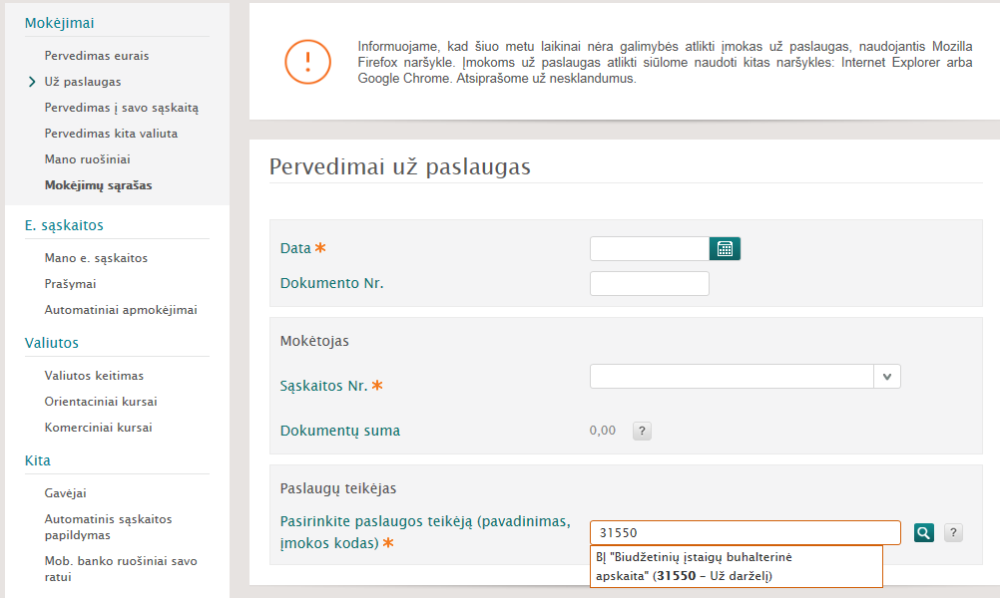 Mokėjimai
Pervedimas eurais
Už paslaugas
Pervedimas į savo sąskaitą
Pervedimas kita valiuta
Mano ruošiniai
Mokėjimų sąrašas
E. sąskaitos
Mano e. sąskaitos
Prašymai
Automatiniai apmokėjimai
Valiutos
Valiutos keitimas
Orientaciniai kursai
Komerciniai kursai
Kita
Gavėjai
Automatinis sąskaitos
papildymas
Mob. banko ruošiniai savo
ratui
Informuojame, kad šiuo metu laikinai nėra galimybės atlikti įmokas už paslaugas, naudojantis Mozilla
Firefox naršykle. Įmokoms už paslaugas atlikti siūlome naudoti kitas naršykles: Internet Explorer arba
Google Chrome. Atsiprašome už nesklandumus.
Pervedimai už paslaugas
Data *
Dokumento Nr.
Mokėtojas
Sąskaitos Nr. *
Dokumentų suma 0,00 ?
Paslaugų teikėjas
Pasirinkite paslaugos teikėją (pavadinimas,
įmokos kodas) *
31550 ?
BĮ "Biudžetinių įstaigų buhalterinė
apskaita" (31550 - Už darželį)